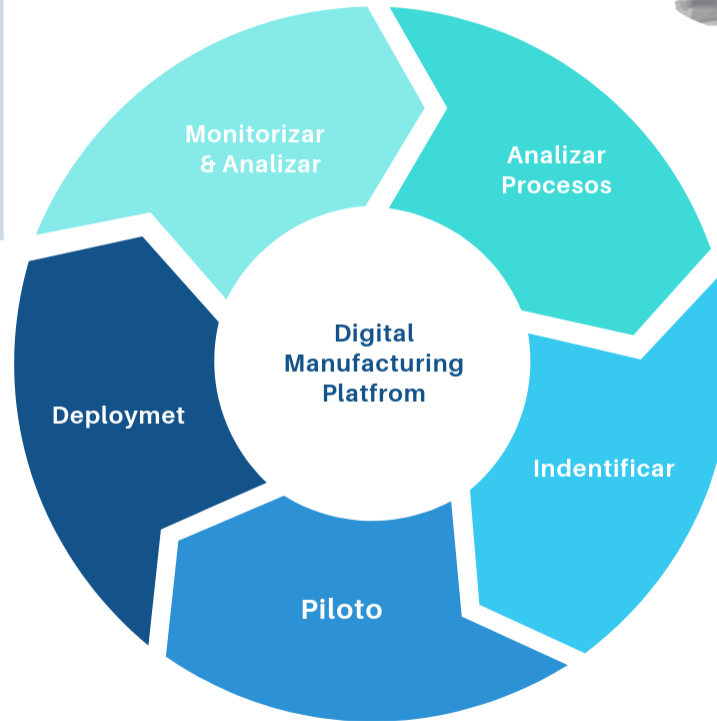 Monitorizar
& Analizar
Analizar
Procesos
Digital
Manufacturing
Platfrom
Deploymet
Indentificar
Piloto